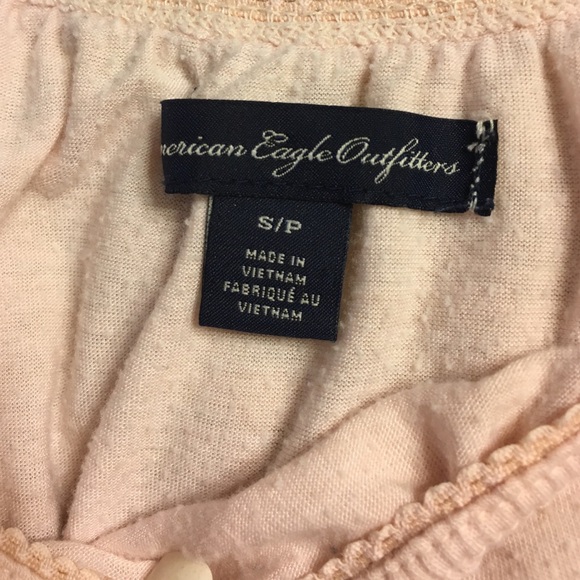 merican Eagle Outfitters
S/P
MADE IN
VIETNAM
FABRIQUÉ AU
VIETNAM